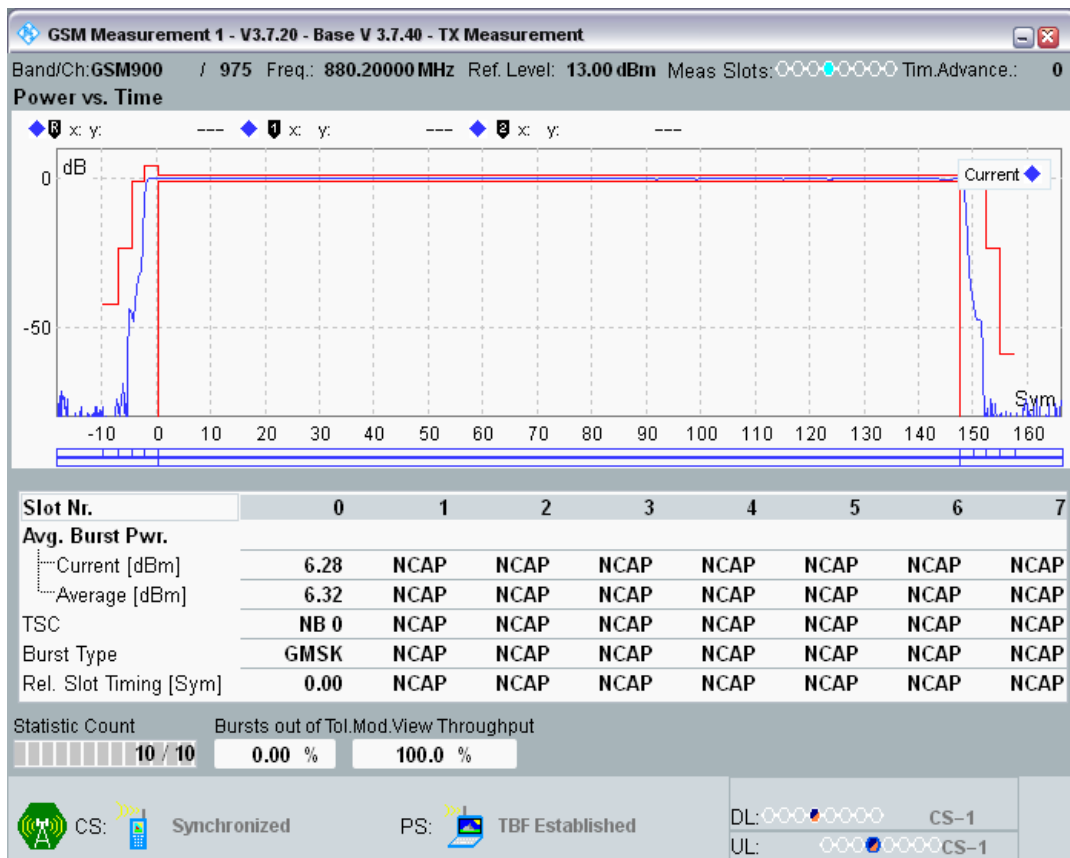 GSM Measurement 1 - V3.7.20 - Base V 3.7.40 - TX Measurement
Band/Ch:GSM900 / 975 Freq.: 880.20000 MHz Ref. Level: 13.00 dBm Meas Slots: Tim.Advance.: 0
Power vs. Time
R x: y: --- 1 x: y: --- 2 x: y: ---
dB
0
Current
-50
Sym
-10 0 10 20 30 40 50 60 70 80 90 100 110 120 130 140 150 160
Slot Nr. 0 1 2 3 4 5 6 7
Avg. Burst Pwr.
Current [dBm] 6.28 NCAP NCAP NCAP NCAP NCAP NCAP NCAP
Average [dBm] 6.32 NCAP NCAP NCAP NCAP NCAP NCAP NCAP
TSC NB 0 NCAP NCAP NCAP NCAP NCAP NCAP NCAP
Burst Type GMSK NCAP NCAP NCAP NCAP NCAP NCAP NCAP
Rel. Slot Timing [Sym] 0.00 NCAP NCAP NCAP NCAP NCAP NCAP NCAP
Statistic Count Bursts out of Tol. Mod.View Throughput
10 / 10 0.00 % 100.0 %
CS: Synchronized PS: TBF Established
DL: CS-1
UL: CS-1